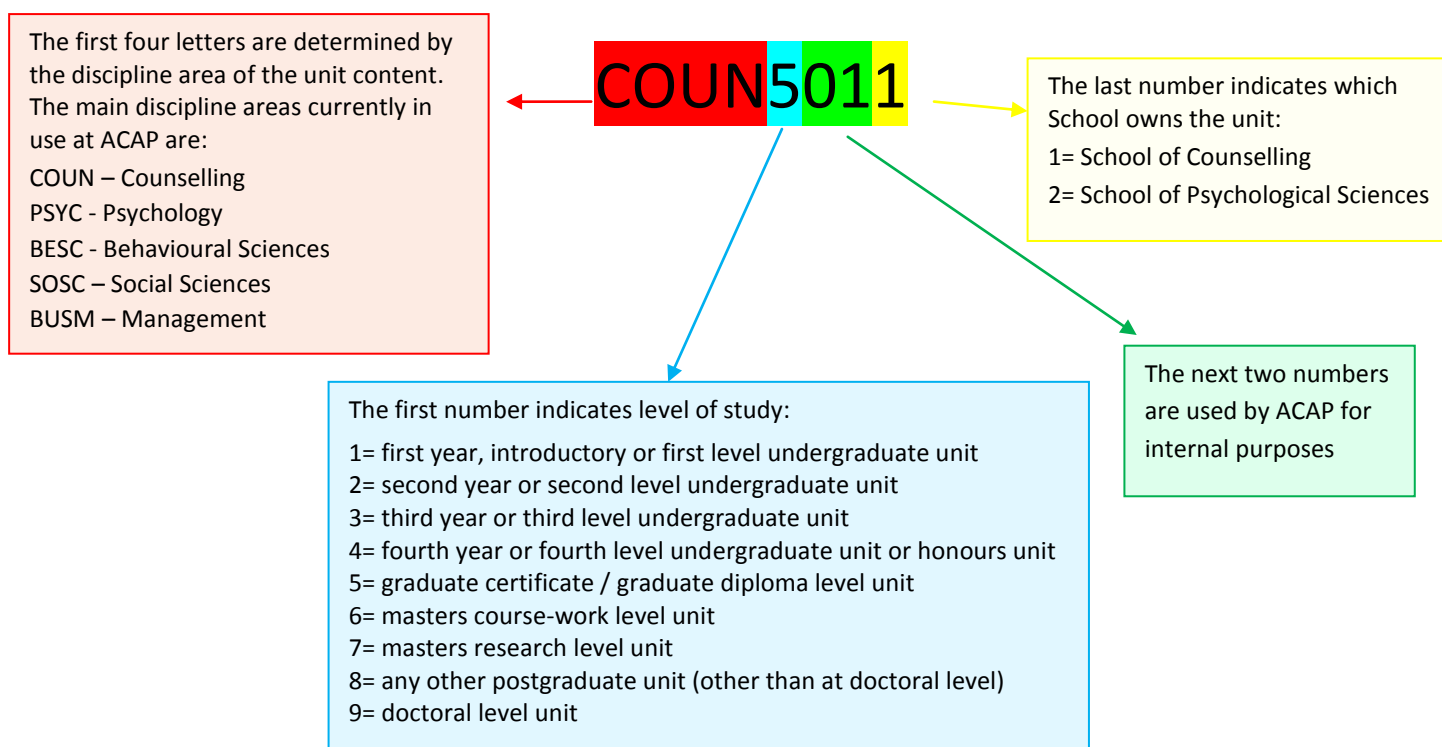 The first four letters are determined by
the discipline area of the unit content.
The main discipline areas currently in
use at ACAP are:
COUN – Counselling
PSYC - Psychology
BESC - Behavioural Sciences
SOSC – Social Sciences
BUSM – Management
COUN5011
The last number indicates which
School owns the unit:
1= School of Counselling
2= School of Psychological Sciences
The first number indicates level of study:
1= first year, introductory or first level undergraduate unit
2= second year or second level undergraduate unit
3= third year or third level undergraduate unit
4= fourth year or fourth level undergraduate unit or honours unit
5= graduate certificate / graduate diploma level unit
6= masters course-work level unit
7= masters research level unit
8= any other postgraduate unit (other than at doctoral level)
9= doctoral level unit
The next two numbers
are used by ACAP for
internal purposes